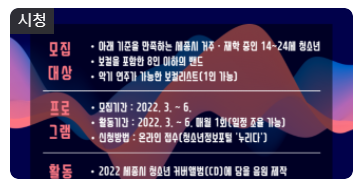 시청
모집
대상
• 아래 기준을 만족하는 세종시 거주·재학 중인 14~24세 청소년
• 보컬을 포함한 8인 이하의 밴드
• 악기 연주가 가능한 보컬리스트(1인 가능)
프로
그램
• 모집기간 : 2022. 3. ~ 6.
• 활동기간 : 2022. 3. ~ 6. 매월 1회(일정 조율 가능)
• 신청방법 : 온라인 접수(청소년정보포털 '누리다')
활동
• 2022 세종시 청소년 커버앨범(CD)에 담을 음원 제작